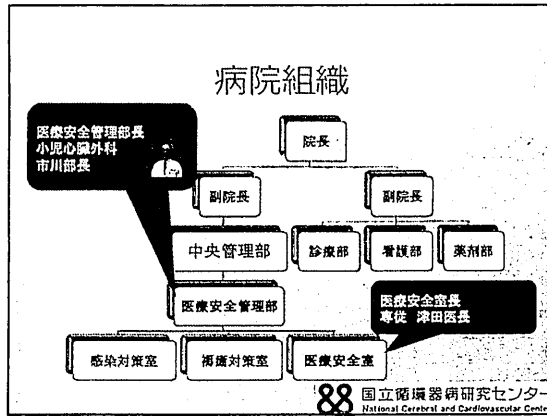 病院組織
医療安全管理部長
小児心臓外科
市川部長
院長
副院長
副院長
中央管理部
診療部
看護部
薬剤部
医療安全管理部
医療安全室長
専従 津田医長
感染対策室
褥瘡対策室
医療安全室
国立循環器病研究センター
National Cerebral and Cardiovascular Center